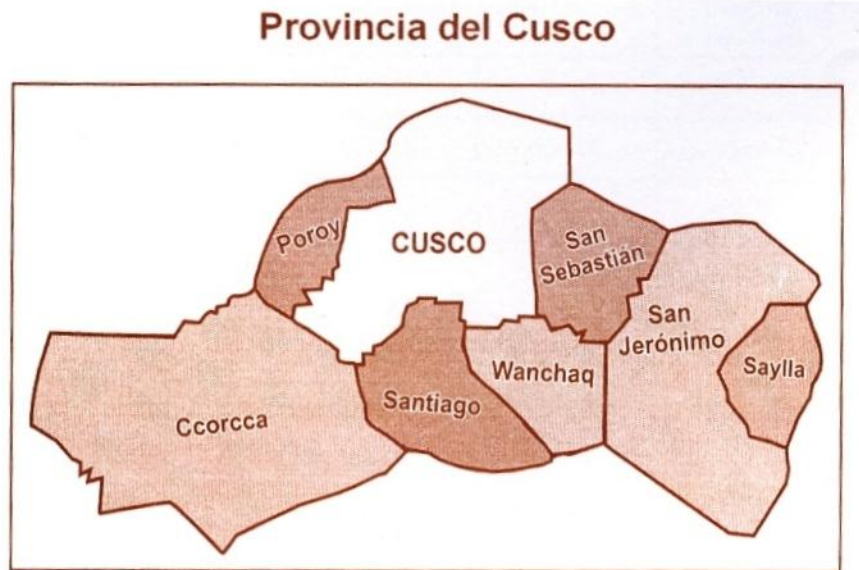 Provincia del Cusco
Poroy
CUSCO
San
Sebastián
San
Jerónimo
Saylla
Wanchaq
Santiago
Ccorcca